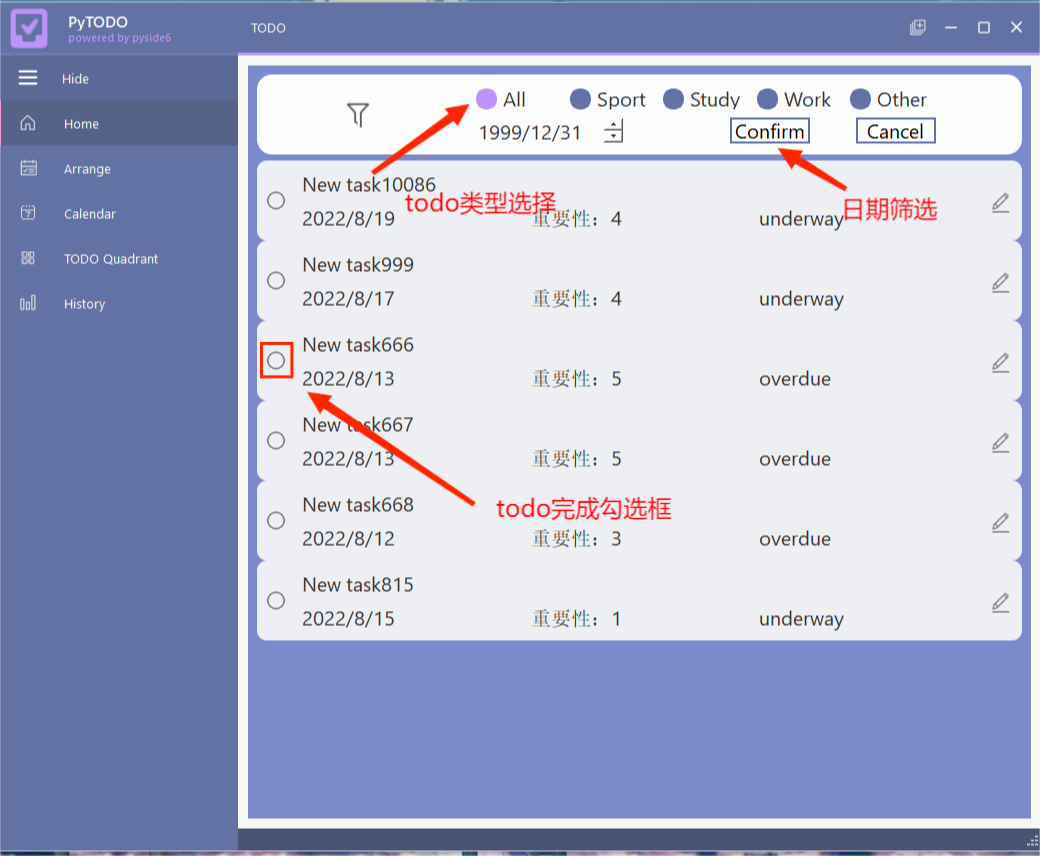 PyTODO
powered by pyside6
TODO
Hide
Home
Arrange
Calendar
TODO Quadrant
History
All Sport Study Work Other
1999/12/31 Confirm Cancel
New task10086
todo类型选择
日期筛选
2022/8/19 重要性：4 underway
New task999
2022/8/17 重要性：4 underway
New task666
2022/8/13 重要性：5 overdue
New task667
2022/8/13 重要性：5 overdue
New task668
todo完成勾选框
2022/8/12 重要性：3 overdue
New task815
2022/8/15 重要性：1 underway